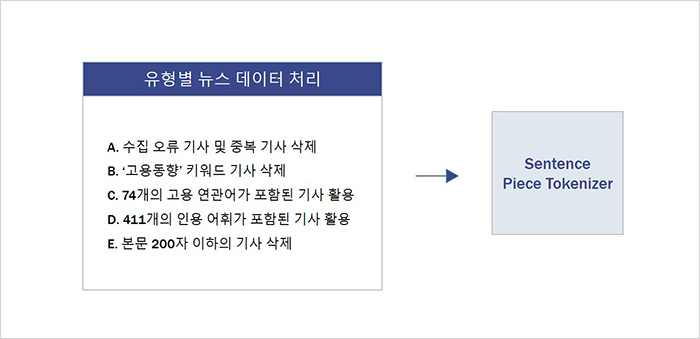 유형별 뉴스 데이터 처리
A. 수집 오류 기사 및 중복 기사 삭제
B. ‘고용동향’ 키워드 기사 삭제
C. 74개의 고용 연관어가 포함된 기사 활용
D. 411개의 인용 어휘가 포함된 기사 활용
E. 본문 200자 이하의 기사 삭제
Sentence
Piece Tokenizer